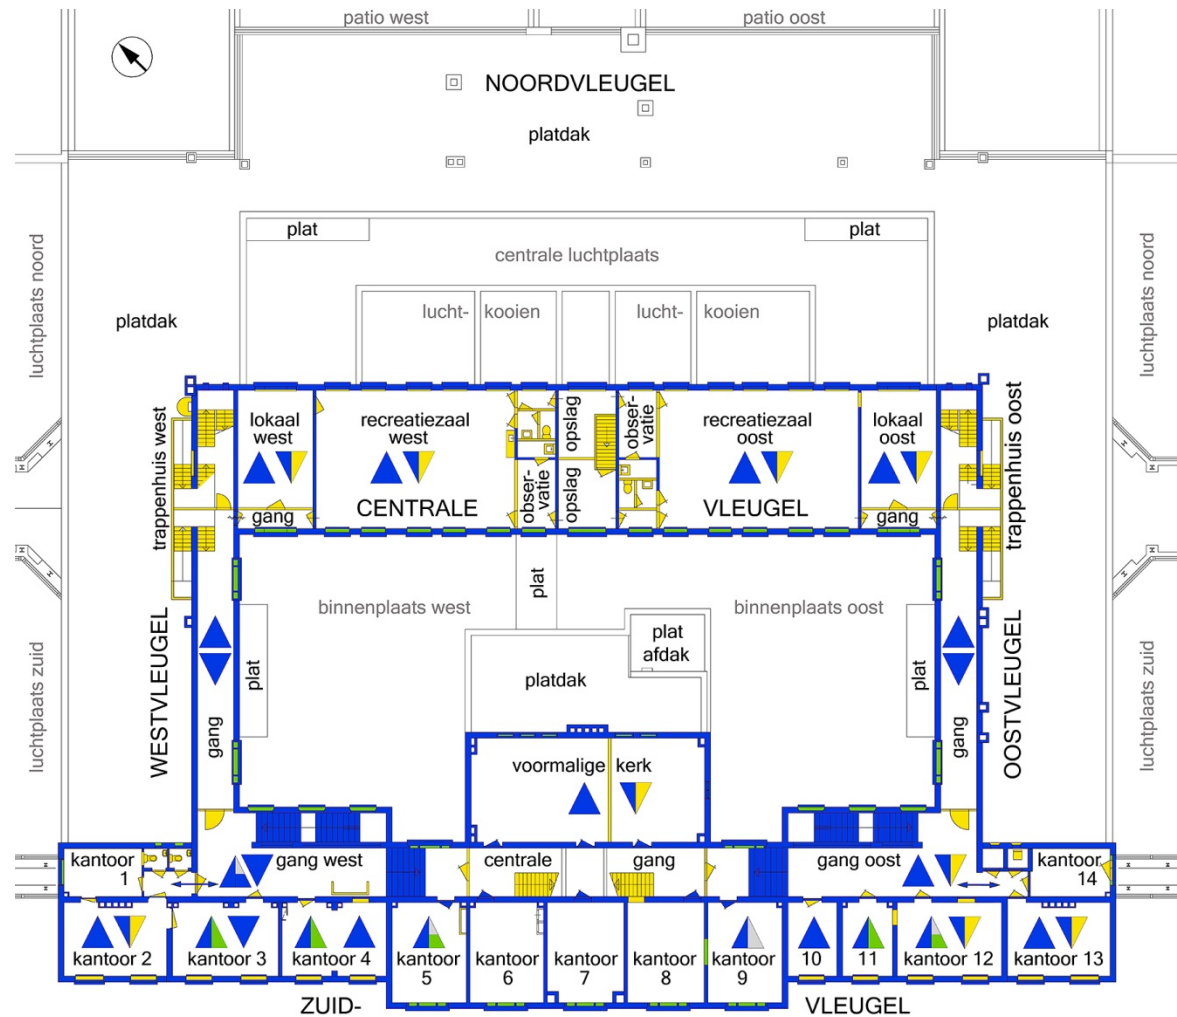 patio west
patio oost
NOORDVLEUGEL
platdak
plat
plat
centrale luchtplaats
luchtplaats noord
luchtplaats noord
lucht-
kooien
lucht-
kooien
platdak
platdak
trappenhuis west
lokaal
west
recreatiezaal
west
opslag
obser-
vatie
recreatiezaal
oost
lokaal
oost
trappenhuis oost
gang
CENTRALE
obser-
vatie
opslag
VLEUGEL
gang
plat
binnenplaats west
binnenplaats oost
plat
afdak
platdak
WESTVLEUGEL
gang
plat
plat
gang
OOSTVLEUGEL
luchtplaats zuid
luchtplaats zuid
voormalige
kerk
kantoor
1
gang west
centrale
gang
gang oost
kantoor
14
kantoor 2
kantoor 3
kantoor 4
kantoor
5
kantoor
6
kantoor
7
kantoor
8
kantoor
9
10
11
kantoor 12
kantoor 13
ZUID-
VLEUGEL